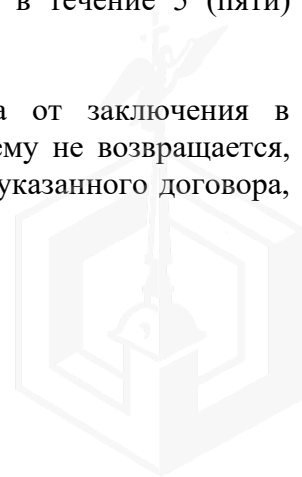 в течение 5 (пяти)
а от заключения в
ему не возвращается,
указанного договора,